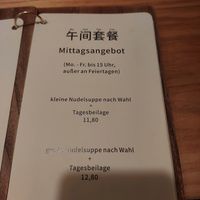 午间套餐
Mittagsangebot
(Mo. - Fr. bis 15 Uhr,
außer an Feiertagen)
kleine Nudelsuppe nach Wahl
+
Tagesbeilage
11,80
große Nudelsuppe nach Wahl
+
Tagesbeilage
12,80